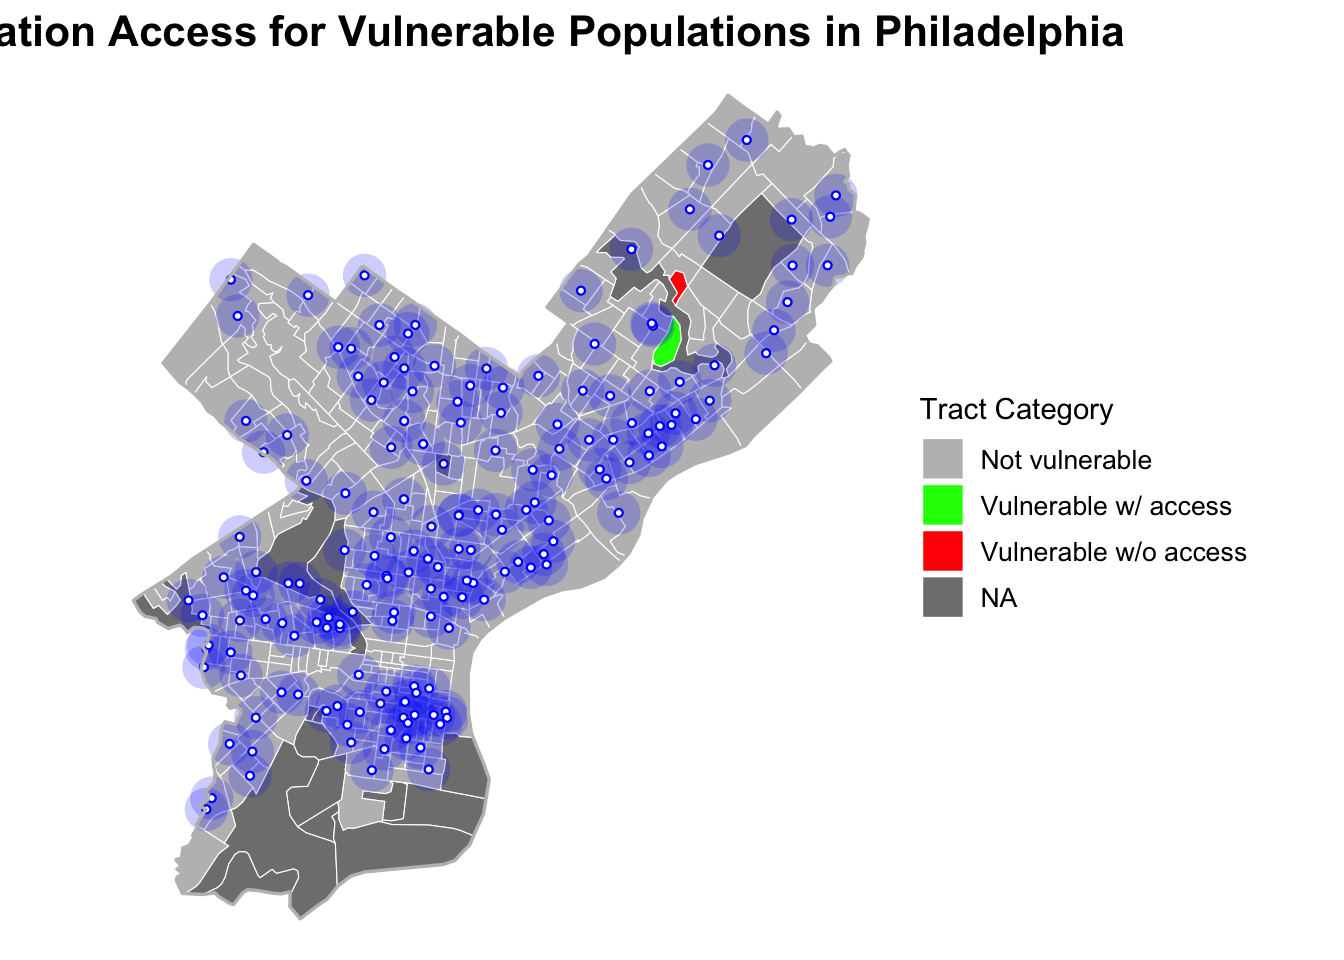 ation Access for Vulnerable Populations in Philadelphia
Tract Category
Not vulnerable
Vulnerable w/ access
Vulnerable w/o access
NA